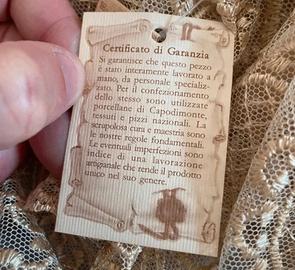 Certificato di Garanzia
Si garantisce che questo pezzo
è stato interamente lavorato a
mano, da personale specializ-
zato. Per il confezionamento
dello stesso sono utilizzate
porcellane di Capodimonte,
tessuti e pizzi nazionali. La
scrupolosa cura e maestria sono
le nostre regole fondamentali.
Le eventuali imperfezioni sono
indice di una lavorazione
artigianale che rende il prodotto
unico nel suo genere.